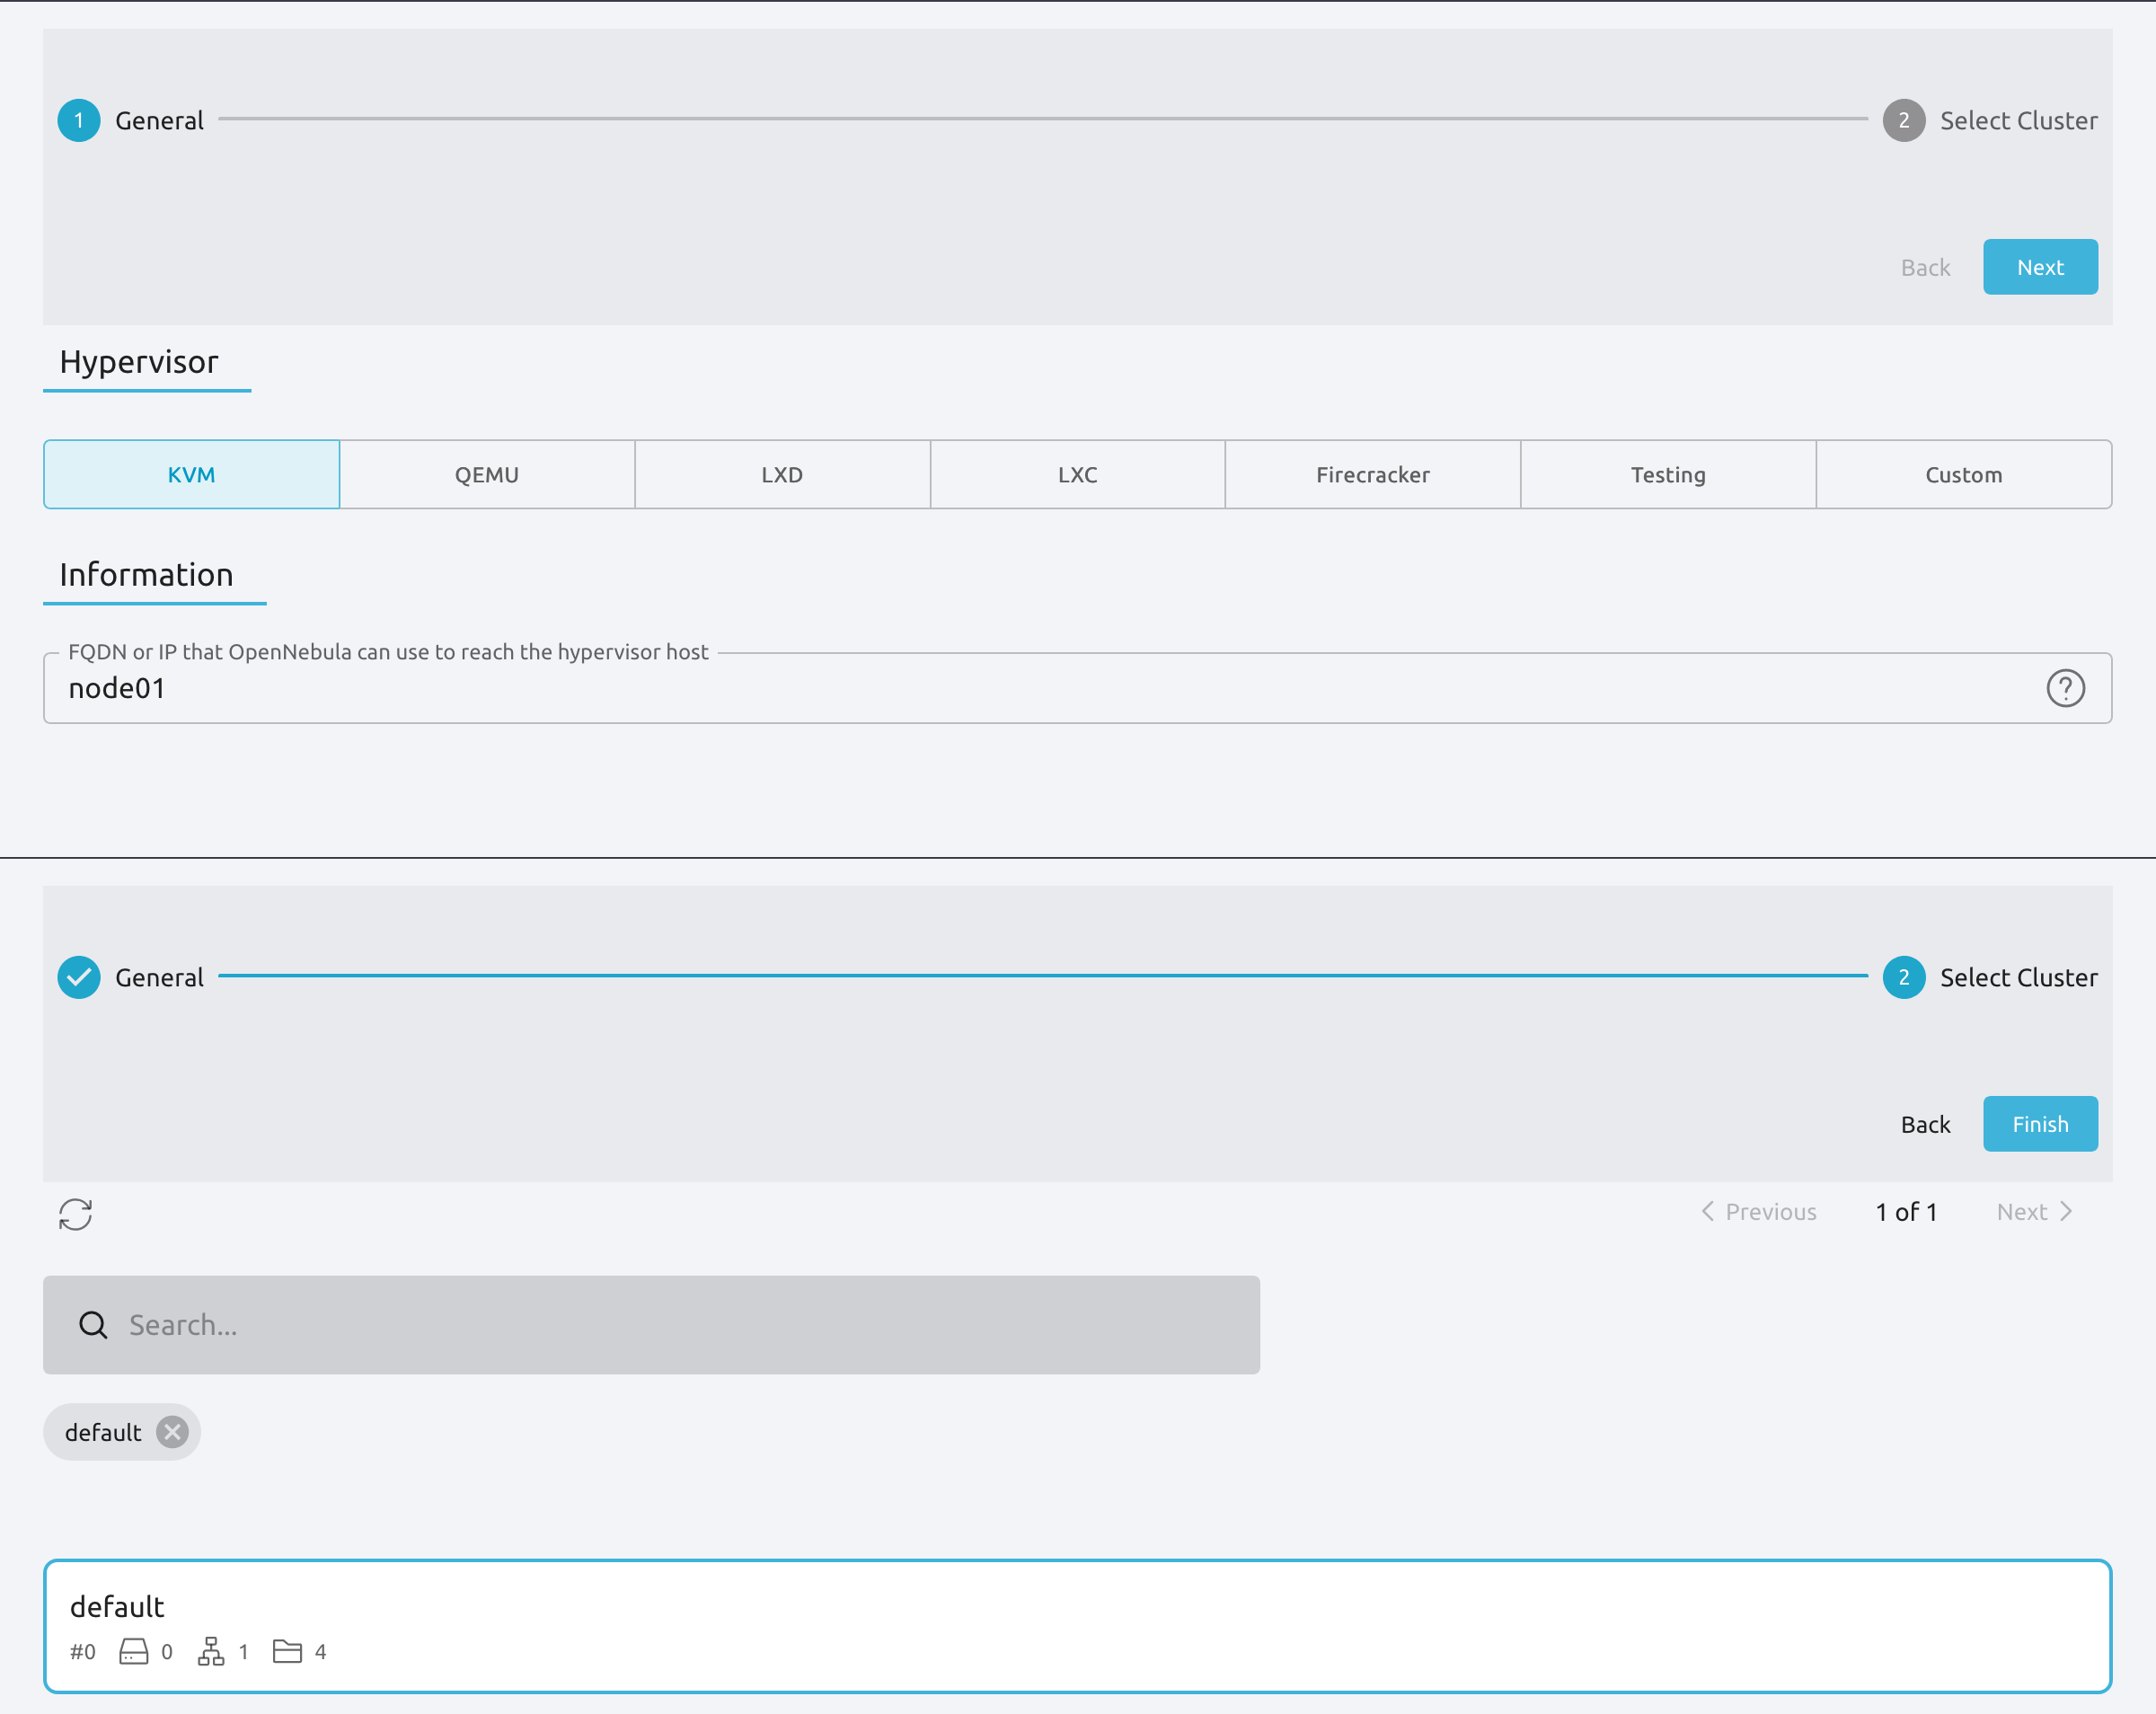 1 General 2 Select Cluster
Back Next
Hypervisor
KVM QEMU LXD LXC Firecracker Testing Custom
Information
FQDN or IP that OpenNebula can use to reach the hypervisor host
node01
General 2 Select Cluster
Back Finish
Previous 1 of 1 Next
Search...
default
default
#0 0 1 4